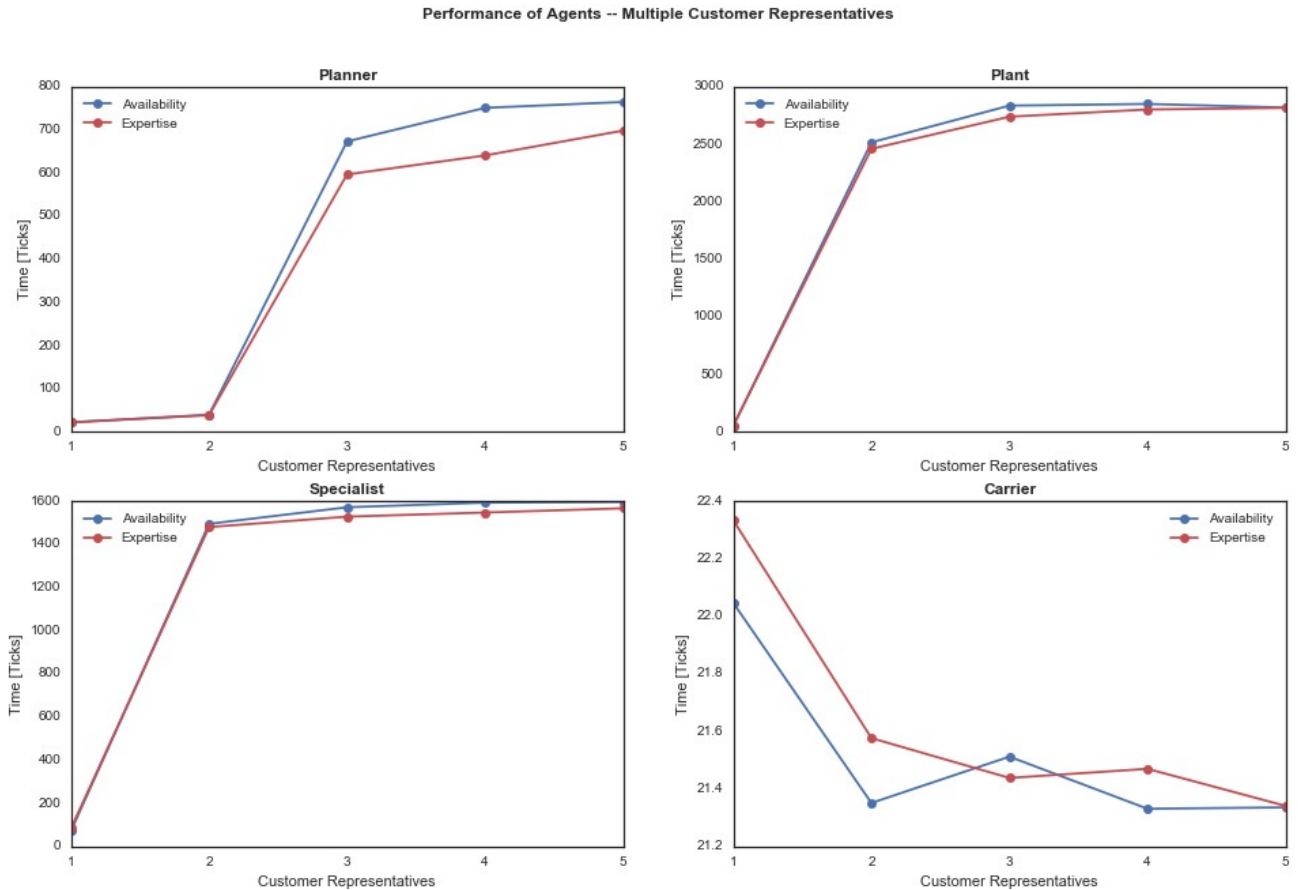 Performance of Agents -- Multiple Customer Representatives
Planner
800
700
600
500
400
300
200
100
0
Time [Ticks]
Availability
Expertise
1 2 3 4 5
Customer Representatives
Plant
3000
2500
2000
1500
1000
500
0
Time [Ticks]
Availability
Expertise
1 2 3 4 5
Customer Representatives
Specialist
1600
1400
1200
1000
800
600
400
200
0
Time [Ticks]
Availability
Expertise
1 2 3 4 5
Customer Representatives
Carrier
22.4
22.2
22.0
21.8
21.6
21.4
21.2
Time [Ticks]
Availability
Expertise
1 2 3 4 5
Customer Representatives